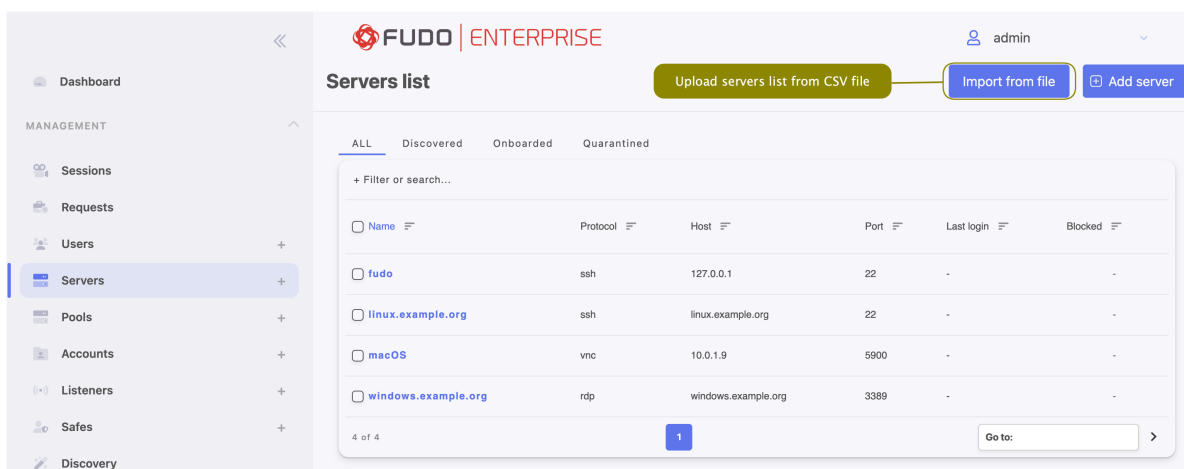 FUDO ENTERPRISE
admin
Servers list
Upload servers list from CSV file
Import from file
Add server
Dashboard
MANAGEMENT
Sessions
Requests
Users +
Servers +
Pools +
Accounts +
Listeners +
Safes +
Discovery
ALL Discovered Onboarded Quarantined
+ Filter or search...
Name Protocol Host Port Last login Blocked
fudo ssh 127.0.0.1 22 - -
linux.example.org ssh linux.example.org 22 - -
macOS vnc 10.0.1.9 5900 - -
windows.example.org rdp windows.example.org 3389 - -
4 of 4 1 Go to: